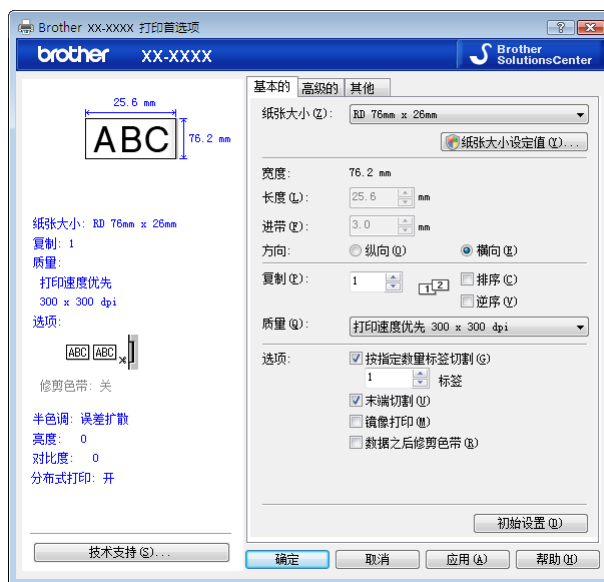 Brother XX-XXXX 打印首选项
brother XX-XXXX
Brother
SolutionsCenter
25.6 mm
ABC
76.2 mm
纸张大小: RD 76mm x 26mm
复制: 1
质量:
打印速度优先
300 x 300 dpi
选项:
ABC ABC
修剪色带: 关
半色调: 误差扩散
亮度: 0
对比度: 0
分布式打印: 开
技术支持(S)...
基本的 高级的 其他
纸张大小(Z): RD 76mm x 26mm
纸张大小设定值(Y)...
宽度: 76.2 mm
长度(L): 25.6 mm
进带(F): 3.0 mm
方向: 纵向(O) 横向(E)
复制(P): 1 1 2 排序(C)
逆序(V)
质量(Q): 打印速度优先 300 x 300 dpi
选项: 按指定数量标签切割(G)
1 标签
末端切割(U)
镜像打印(M)
数据之后修剪色带(R)
初始设置(D)
确定 取消 应用(A) 帮助(H)